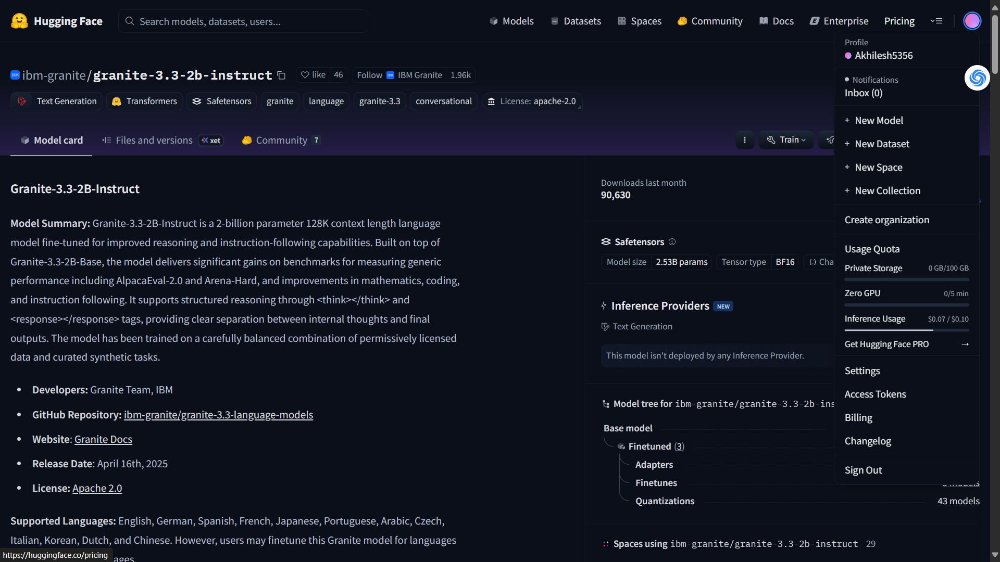 Hugging Face
Search models, datasets, users...
Models
Datasets
Spaces
Community
Docs
Enterprise
Pricing
Profile
Akhilesh5356
Notifications
Inbox (0)
+ New Model
+ New Dataset
+ New Space
+ New Collection
Create organization
Usage Quota
Private Storage 0 GB/100 GB
Zero GPU 0/5 min
Inference Usage $0.07 / $0.10
Get Hugging Face PRO →
Settings
Access Tokens
Billing
Changelog
Sign Out
IBM ibm-granite/granite-3.3-2b-instruct
like 46
Follow IBM IBM Granite 1.96k
Text Generation
Transformers
Safetensors
granite
language
granite-3.3
conversational
License: apache-2.0
Model card
Files and versions xet
Community 7
Train
Granite-3.3-2B-Instruct
Model Summary: Granite-3.3-2B-Instruct is a 2-billion parameter 128K context length language
model fine-tuned for improved reasoning and instruction-following capabilities. Built on top of
Granite-3.3-2B-Base, the model delivers significant gains on benchmarks for measuring generic
performance including AlpacaEval-2.0 and Arena-Hard, and improvements in mathematics, coding,
and instruction following. It supports structured reasoning through <think></think> and
<response></response> tags, providing clear separation between internal thoughts and final
outputs. The model has been trained on a carefully balanced combination of permissively licensed
data and curated synthetic tasks.
• Developers: Granite Team, IBM
• GitHub Repository: ibm-granite/granite-3.3-language-models
• Website: Granite Docs
• Release Date: April 16th, 2025
• License: Apache 2.0
Supported Languages: English, German, Spanish, French, Japanese, Portuguese, Arabic, Czech,
Italian, Korean, Dutch, and Chinese. However, users may finetune this Granite model for languages
ages.
https://huggingface.co/pricing
Downloads last month
90,630
Safetensors
Model size 2.53B params
Tensor type BF16
Cha
Inference Providers NEW
Text Generation
This model isn't deployed by any Inference Provider.
Model tree for ibm-granite/granite-3.3-2b-ins
Base model
Finetuned (3)
Adapters
Finetunes models
Quantizations 43 models
Spaces using ibm-granite/granite-3.3-2b-instruct 29